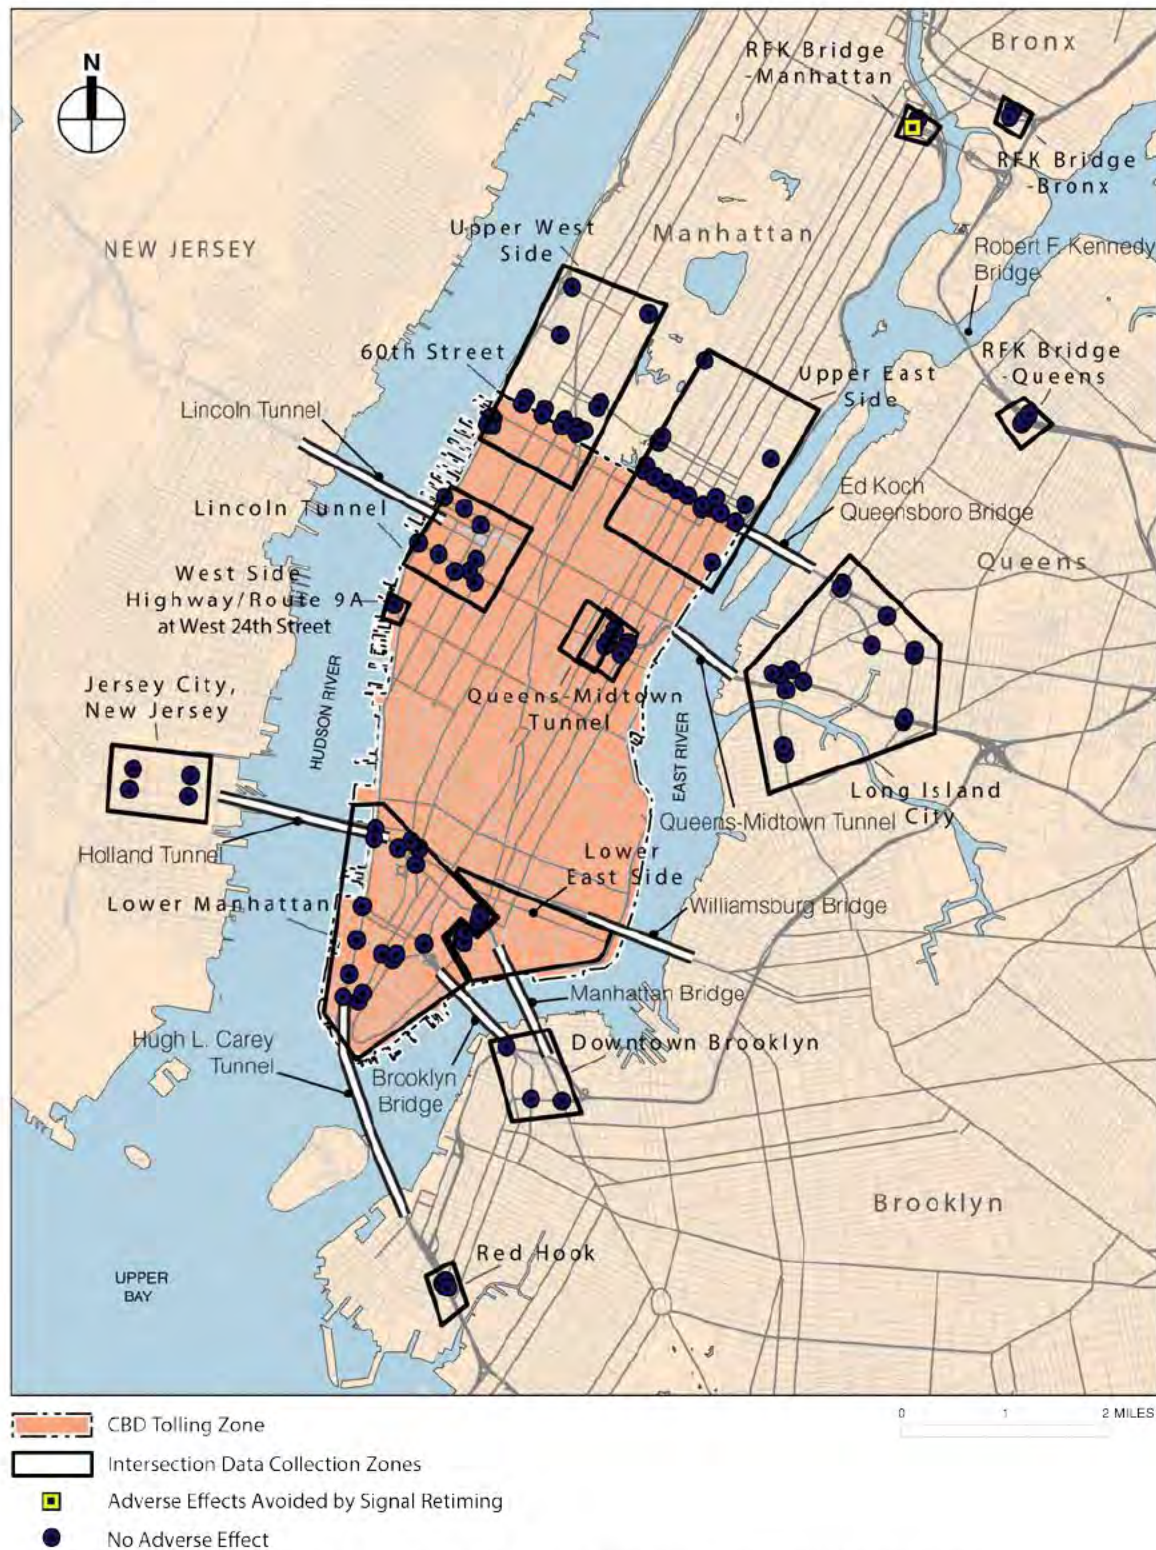 N
RFK Bridge
-Manhattan
Bronx
RFK Bridge
-Bronx
Upper West
Side
Manhattan
NEW JERSEY
Robert F. Kennedy
Bridge
60th Street
RFK Bridge
-Queens
Upper East
Side
Lincoln Tunnel
Lincoln Tunnel
Ed Koch
Queensboro Bridge
Queens
West Side
Highway/Route 9A
at West 24th Street
Jersey City,
New Jersey
HUDSON RIVER
Queens-Midtown
Tunnel
EAST RIVER
Long Island
City
Queens-Midtown Tunnel
Holland Tunnel
Lower
East Side
Lower Manhattan
Williamsburg Bridge
Manhattan Bridge
Hugh L. Carey
Tunnel
Brooklyn
Bridge
Downtown Brooklyn
Brooklyn
Red Hook
UPPER
BAY
0 1 2 MILES
CBD Tolling Zone
Intersection Data Collection Zones
Adverse Effects Avoided by Signal Retiming
No Adverse Effect